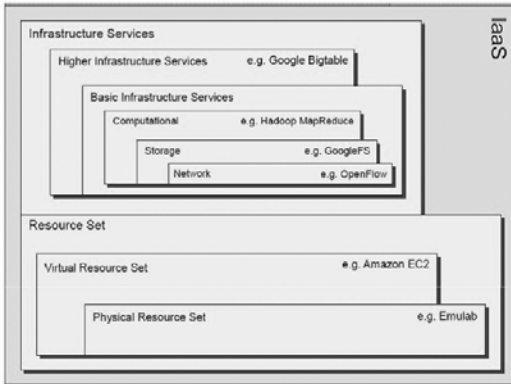 IaaS
Infrastructure Services
Higher Infrastructure Services e.g. Google Bigtable
Basic Infrastructure Services
Computational e.g. Hadoop MapReduce
Storage e.g. GoogleFS
Network e.g. OpenFlow
Resource Set
Virtual Resource Set e.g. Amazon EC2
Physical Resource Set e.g. Emulab